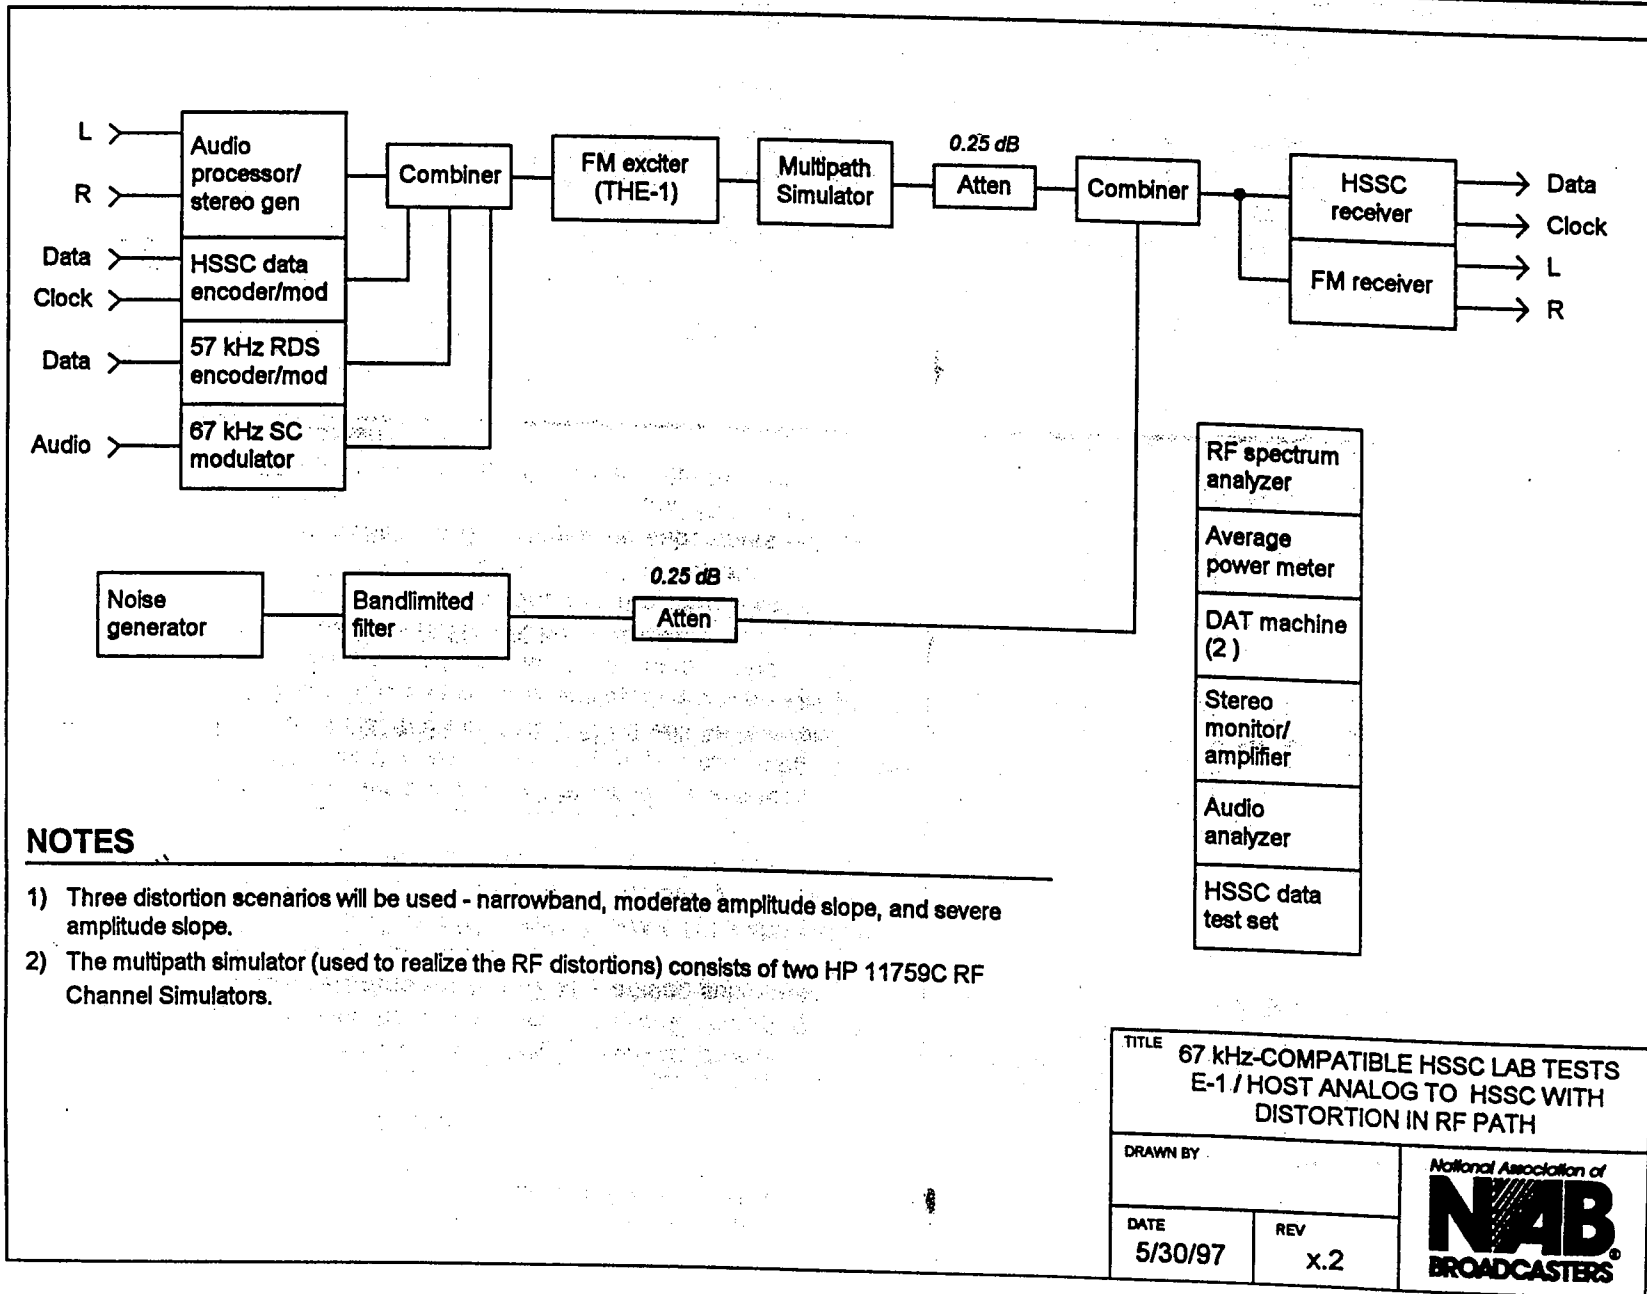 L
R
Data
Clock
Data
Audio
Audio
processor/
stereo gen
HSSC data
encoder/mod
57 kHz RDS
encoder/mod
67 kHz SC
modulator
Combiner
FM exciter
(THE-1)
Multipath
Simulator
0.25 dB
Atten
Combiner
HSSC
receiver
FM receiver
Data
Clock
L
R
Noise
generator
Bandlimited
filter
0.25 dB
Atten
RF spectrum
analyzer
Average
power meter
DAT machine
(2 )
Stereo
monitor/
amplifier
Audio
analyzer
HSSC data
test set
NOTES
1) Three distortion scenarios will be used - narrowband, moderate amplitude slope, and severe
amplitude slope.
2) The multipath simulator (used to realize the RF distortions) consists of two HP 11759C RF
Channel Simulators.
TITLE 67 kHz-COMPATIBLE HSSC LAB TESTS
E-1 / HOST ANALOG TO HSSC WITH
DISTORTION IN RF PATH
DRAWN BY
DATE
5/30/97
REV
x.2
National Association of
NAB®
BROADCASTERS